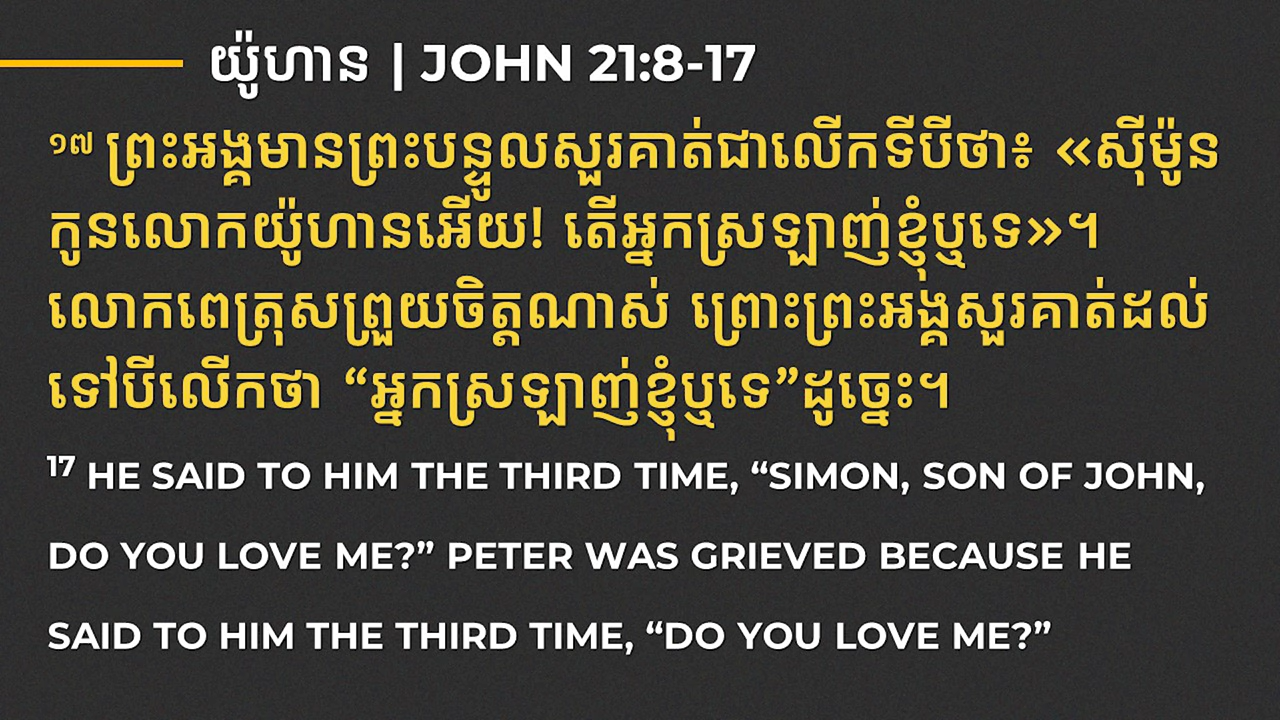 យ៉ូហាន | JOHN 21:8-17
១៧ ព្រះអង្គមានព្រះបន្ទូលសួរគាត់ជាលើកទីបីថា៖ «ស៊ីម៉ូន
កូនលោកយ៉ូហានអើយ! តើអ្នកស្រឡាញ់ខ្ញុំឬទេ»។
លោកពេត្រុសព្រួយចិត្តណាស់ ព្រោះព្រះអង្គសួរគាត់ដល់
ទៅបីលើកថា “អ្នកស្រឡាញ់ខ្ញុំឬទេ”ដូច្នេះ។
17 HE SAID TO HIM THE THIRD TIME, “SIMON, SON OF JOHN,
DO YOU LOVE ME?” PETER WAS GRIEVED BECAUSE HE
SAID TO HIM THE THIRD TIME, “DO YOU LOVE ME?”